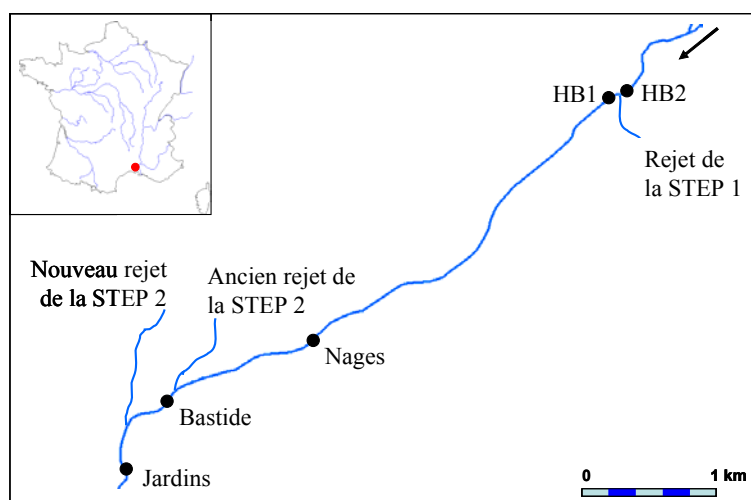 HB1
HB2
Rejet de
la STEP 1
Nouveau rejet
de la STEP 2
Ancien rejet de
la STEP 2
Nages
Bastide
Jardins
0
1 km